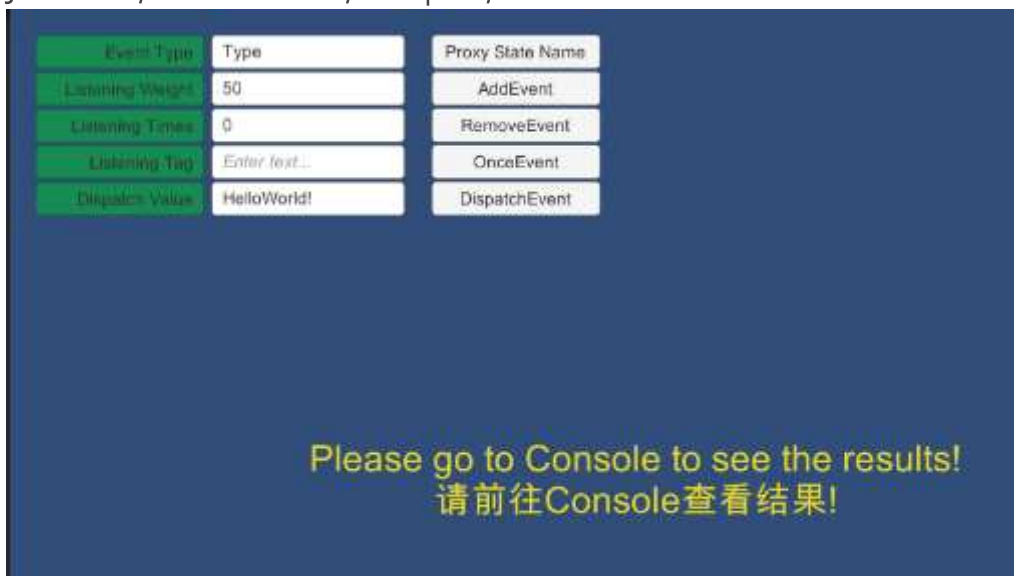 Event Type Type Proxy State Name
Listening Weight 50 AddEvent
Listening Times 0 RemoveEvent
Listening Tag Enter text... OnceEvent
Dispatch Value HelloWorld! DispatchEvent
Please go to Console to see the results!
请前往Console查看结果!